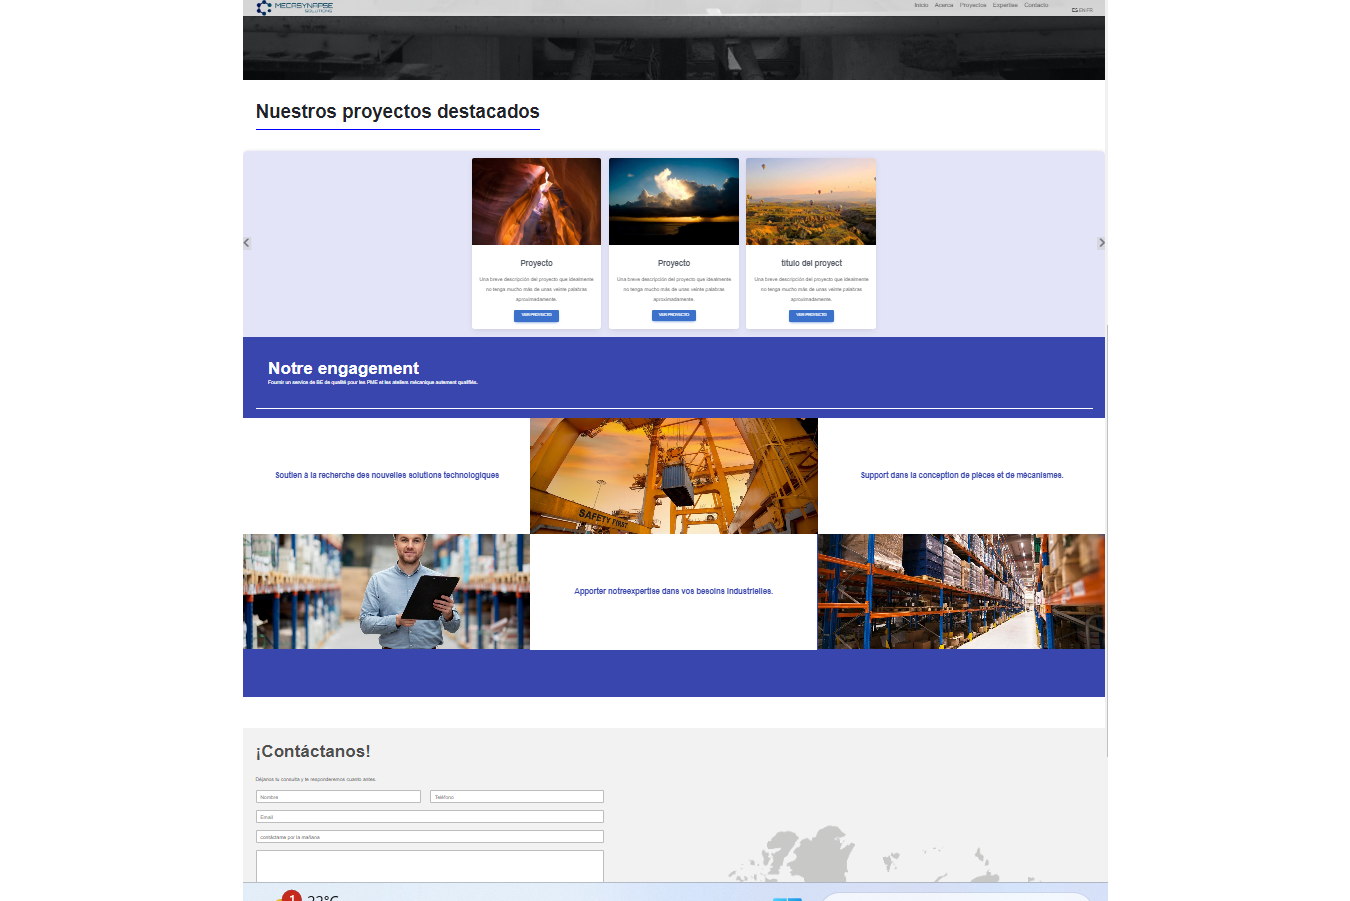 MECASYNAPSE
SOLUTIONS
Inicio Acerca Proyectos Expertise Contacto
ES EN FR
Nuestros proyectos destacados
Proyecto
Una breve descripción del proyecto que idealmente
no tenga mucho más de unas veinte palabras
aproximadamente.
VER PROYECTO
Proyecto
Una breve descripción del proyecto que idealmente
no tenga mucho más de unas veinte palabras
aproximadamente.
VER PROYECTO
titulo del proyect
Una breve descripción del proyecto que idealmente
no tenga mucho más de unas veinte palabras
aproximadamente.
VER PROYECTO
Notre engagement
Fournir un service de BE de qualité pour les PME et les ateliers mécanique autement qualifiés.
Soutien à la recherche des nouvelles solutions technologiques
SAFETY FIRST
Support dans la conception de pièces et de mécanismes.
Apporter notreexpertise dans vos besoins industrielles.
¡Contáctanos!
Déjanos tu consulta y te responderemos cuanto antes.
Nombre
Teléfono
Email
contáctame por la mañana
1
22°C